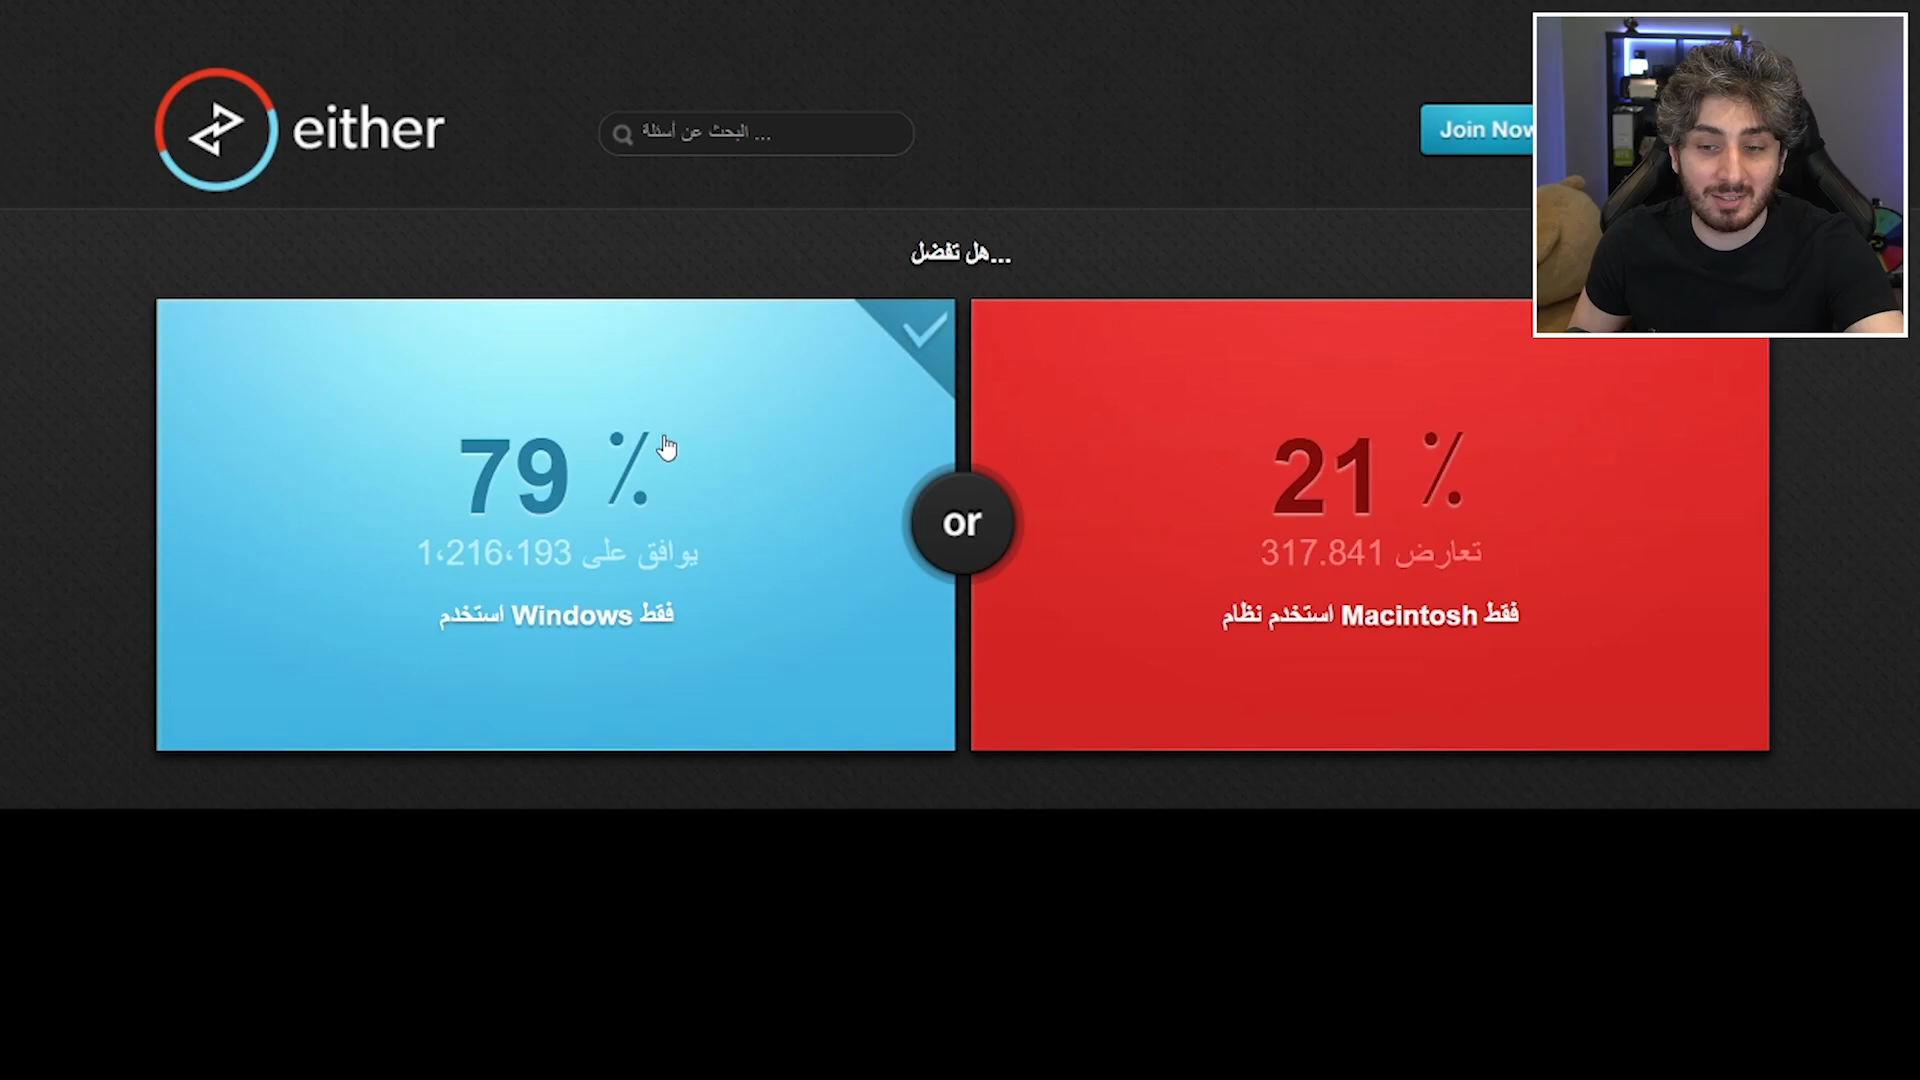 either
البحث عن أسئلة ...
Join Now
هل تفضل...
79 ٪
يوافق على 1،216،193
استخدم Windows فقط
or
21 ٪
تعارض 317.841
استخدم نظام Macintosh فقط